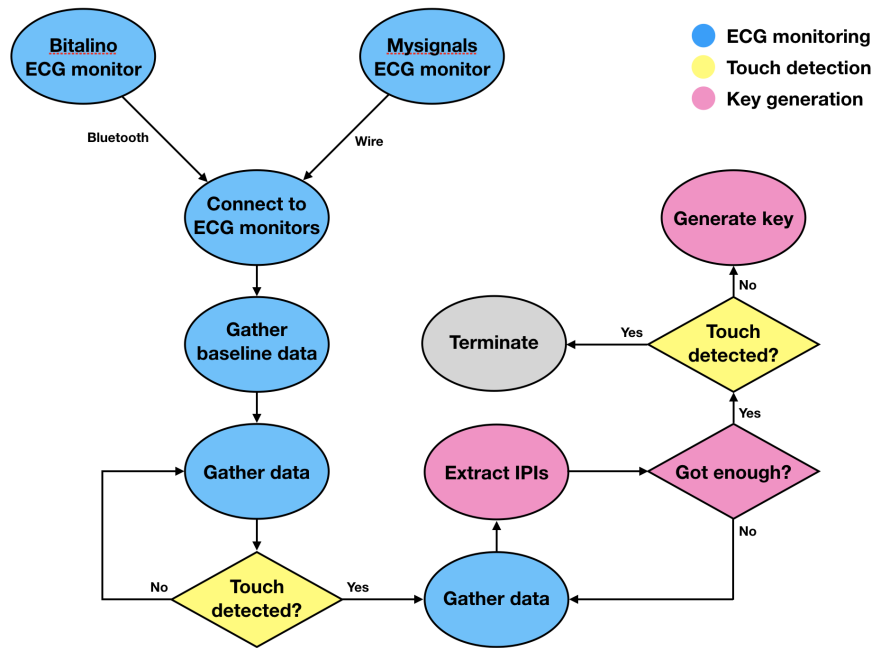 Bitalino
ECG monitor
Mysignals
ECG monitor
ECG monitoring
Touch detection
Key generation
Bluetooth
Wire
Connect to
ECG monitors
Generate key
No
Gather
baseline data
Terminate
Yes
Touch
detected?
Yes
Gather data
Extract IPIs
Got enough?
No
No
Touch
detected?
Yes
Gather data